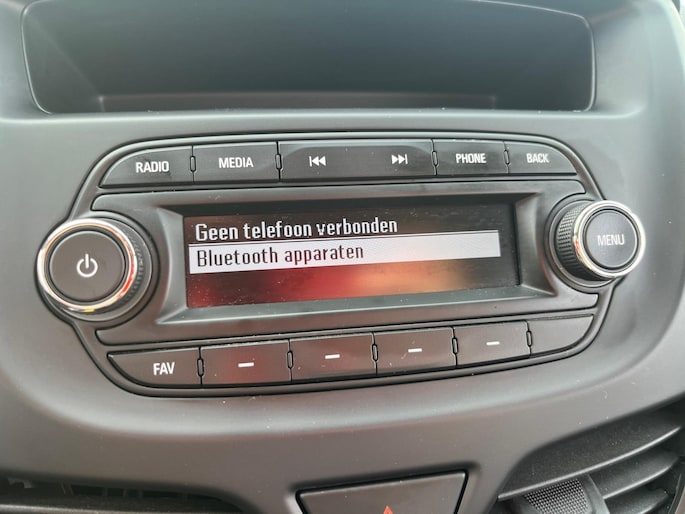 RADIO
MEDIA
PHONE
BACK
Geen telefoon verbonden
Bluetooth apparaten
MENU
FAV